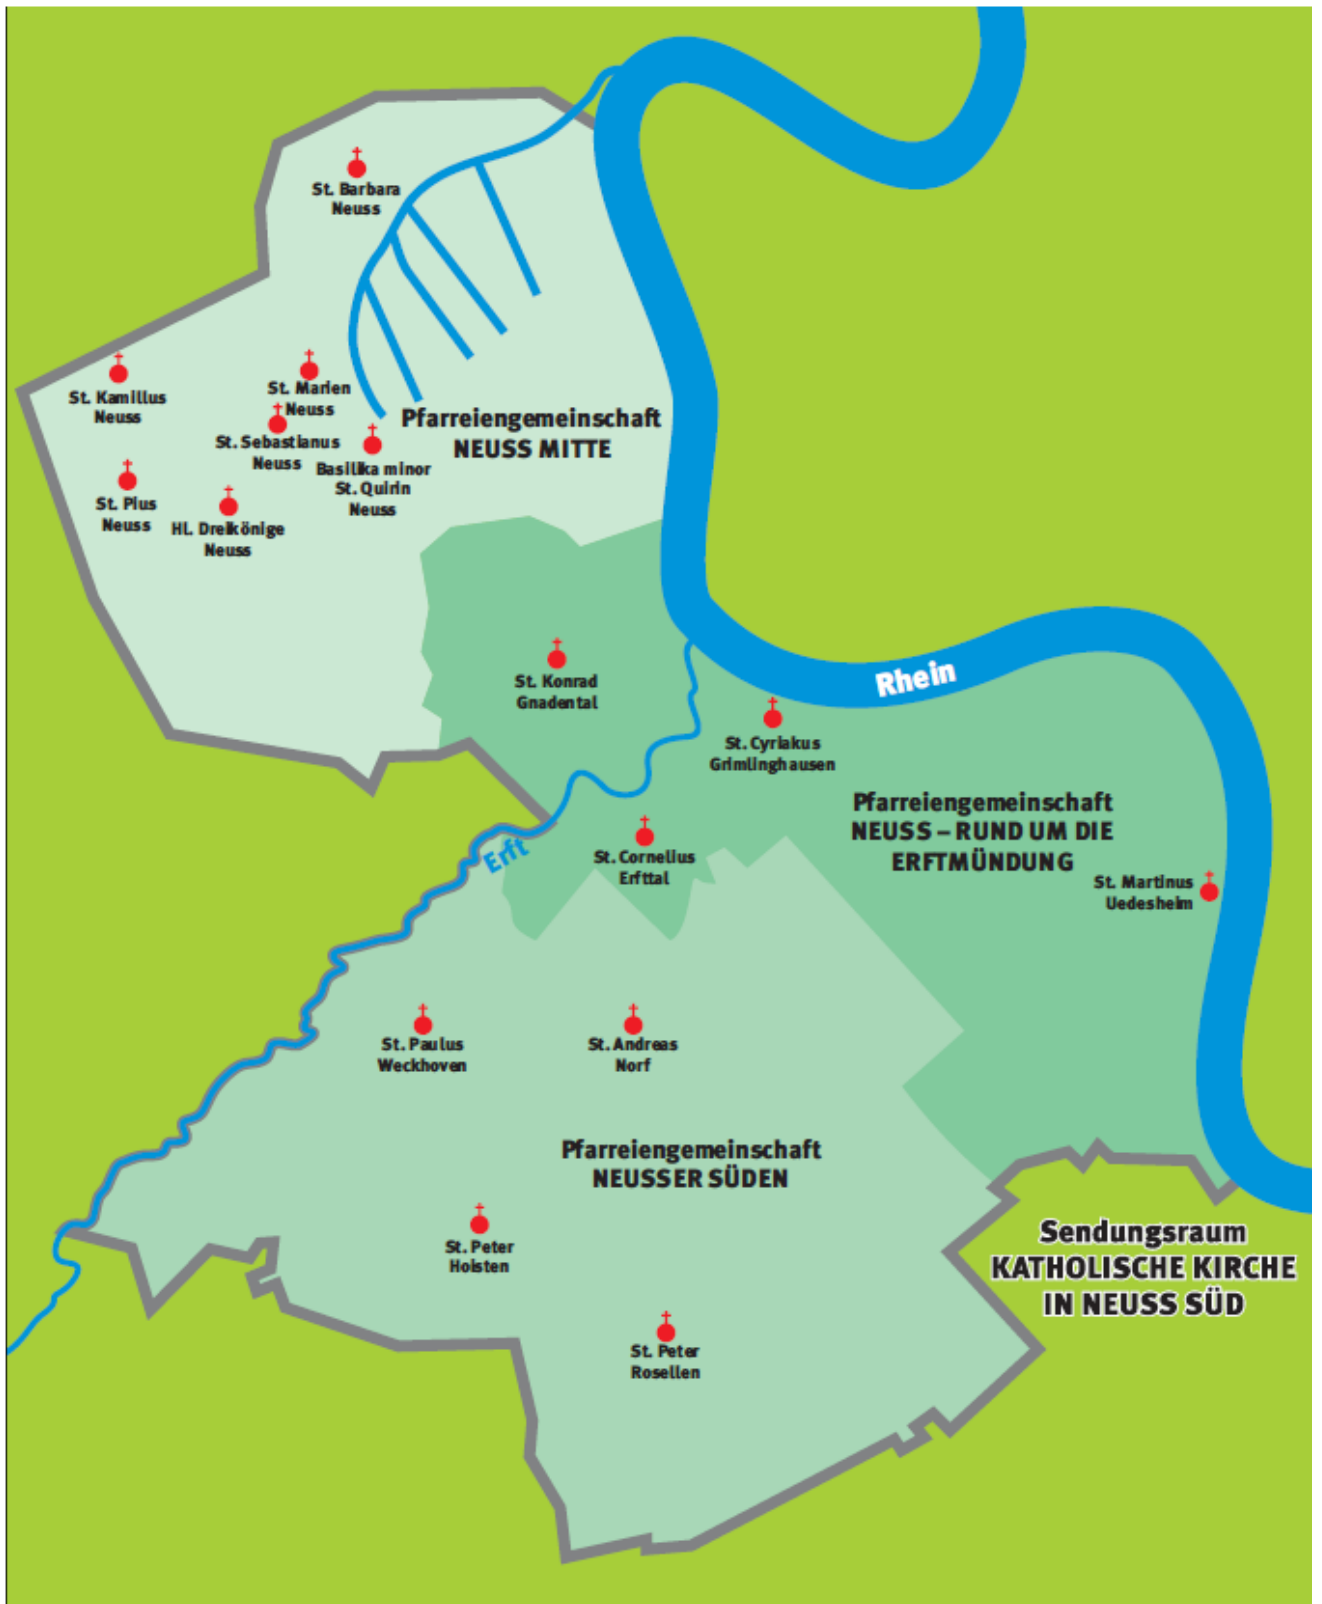 St. Barbara
Neuss
St. Kamillus
Neuss
St. Marien
Neuss
St. Sebastianus
Neuss
Basilika minor
St. Quirin
Neuss
St. Pius
Neuss
Hl. Dreikönige
Neuss
Pfarreiengemeinschaft
NEUSS MITTE
St. Konrad
Gnadental
Rhein
St. Cyriakus
Grimlinghausen
Pfarreiengemeinschaft
NEUSS – RUND UM DIE
ERFTMÜNDUNG
Erft
St. Cornelius
Erfttal
St. Martinus
Uedesheim
St. Paulus
Weckhoven
St. Andreas
Norf
Pfarreiengemeinschaft
NEUSSER SÜDEN
St. Peter
Hoisten
Sendungsraum
KATHOLISCHE KIRCHE
IN NEUSS SÜD
St. Peter
Rosellen